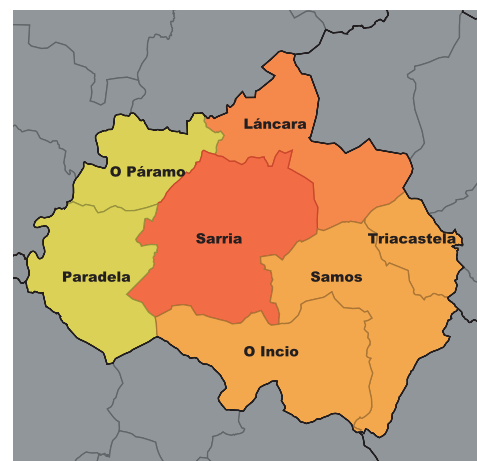 Láncara
O Páramo
Sarria
Triacastela
Paradela
Samos
O Incio